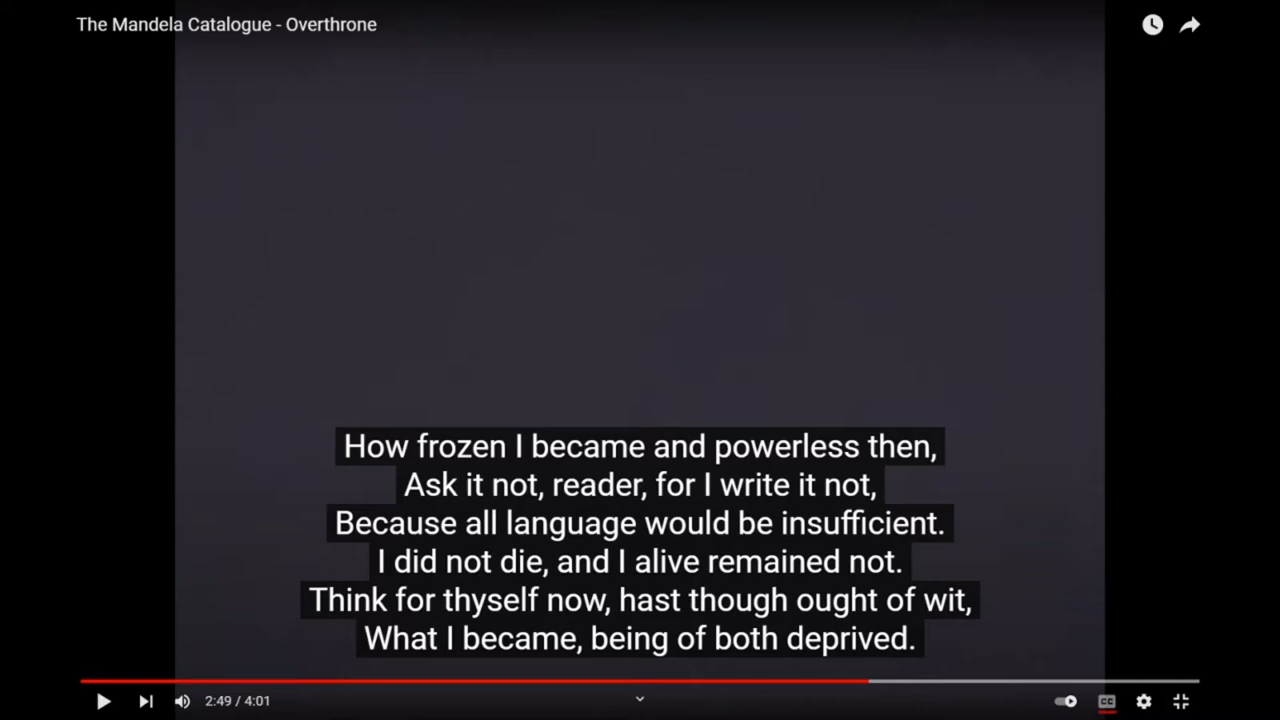 The Mandela Catalogue - Overthrone
How frozen I became and powerless then,
Ask it not, reader, for I write it not,
Because all language would be insufficient.
I did not die, and I alive remained not.
Think for thyself now, hast though ought of wit,
What I became, being of both deprived.
2:49 / 4:01
CC